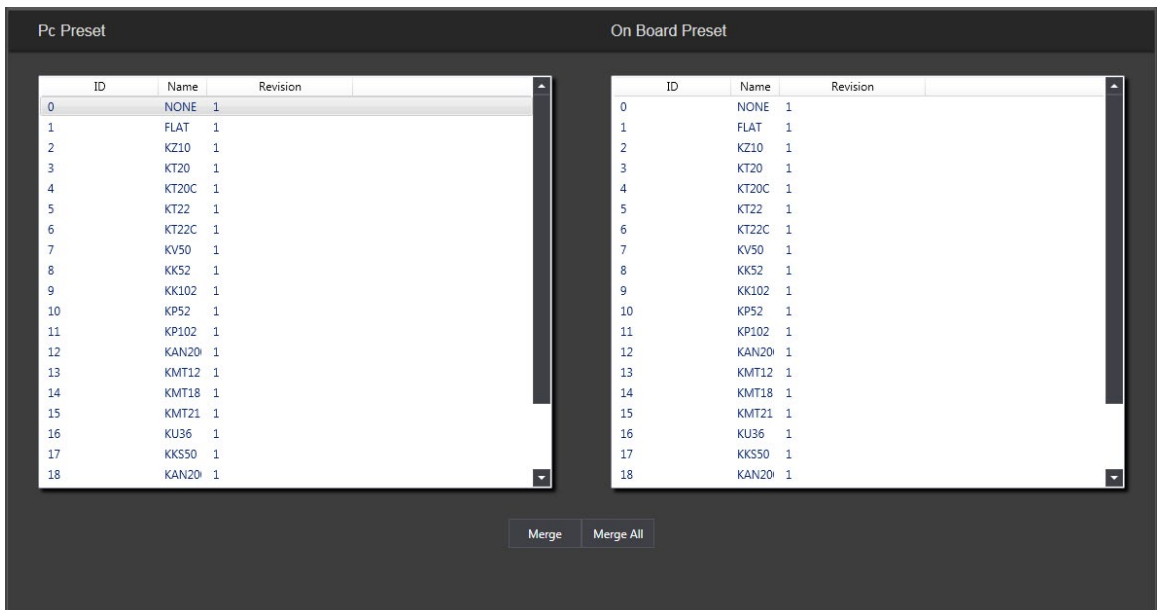 Pc Preset On Board Preset
ID Name Revision ID Name Revision
0 NONE 1 0 NONE 1
1 FLAT 1 1 FLAT 1
2 KZ10 1 2 KZ10 1
3 KT20 1 3 KT20 1
4 KT20C 1 4 KT20C 1
5 KT22 1 5 KT22 1
6 KT22C 1 6 KT22C 1
7 KV50 1 7 KV50 1
8 KK52 1 8 KK52 1
9 KK102 1 9 KK102 1
10 KP52 1 10 KP52 1
11 KP102 1 11 KP102 1
12 KAN20 1 12 KAN20 1
13 KMT12 1 13 KMT12 1
14 KMT18 1 14 KMT18 1
15 KMT21 1 15 KMT21 1
16 KU36 1 16 KU36 1
17 KKS50 1 17 KKS50 1
18 KAN20 1 18 KAN20 1
Merge Merge All